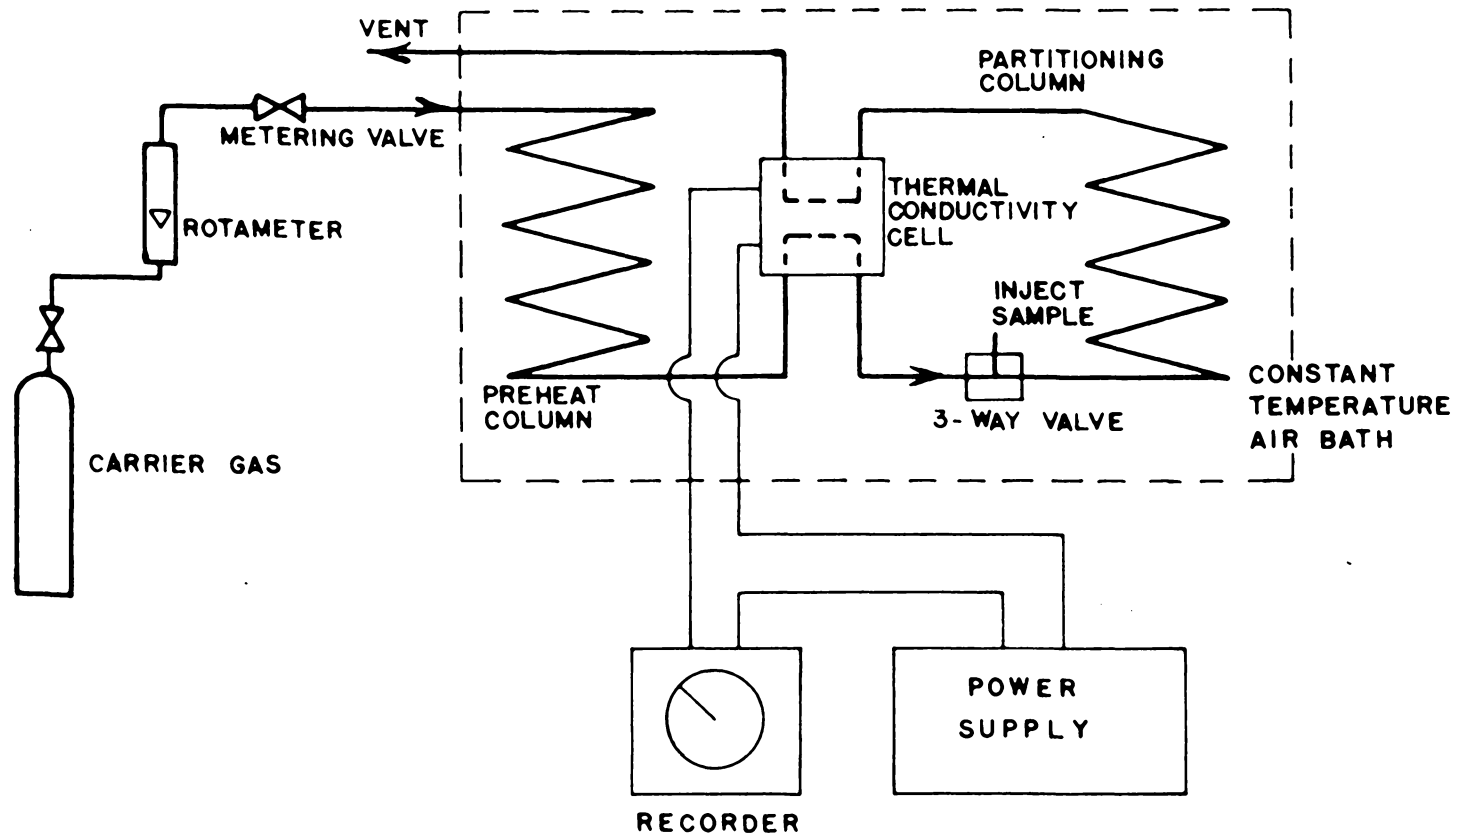 VENT
PARTITIONING
COLUMN
METERING VALVE
THERMAL
CONDUCTIVITY
CELL
ROTAMETER
INJECT
SAMPLE
PREHEAT
COLUMN
3-WAY VALVE
CONSTANT
TEMPERATURE
AIR BATH
CARRIER GAS
POWER
SUPPLY
RECORDER